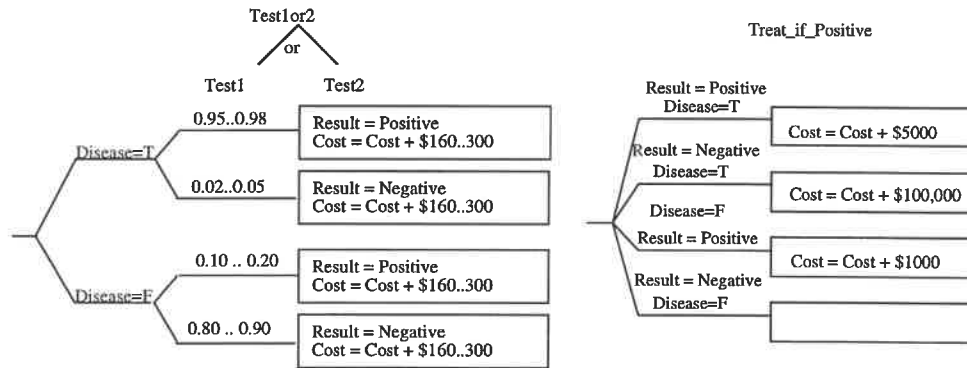 Test1or2
or
Test1
Test2
Disease=T
0.95..0.98
Result = Positive
Cost = Cost + $160..300
0.02..0.05
Result = Negative
Cost = Cost + $160..300
Disease=F
0.10 .. 0.20
Result = Positive
Cost = Cost + $160..300
0.80 .. 0.90
Result = Negative
Cost = Cost + $160..300
Treat_if_Positive
Result = Positive
Disease=T
Cost = Cost + $5000
Result = Negative
Disease=T
Cost = Cost + $100,000
Disease=F
Result = Positive
Cost = Cost + $1000
Result = Negative
Disease=F